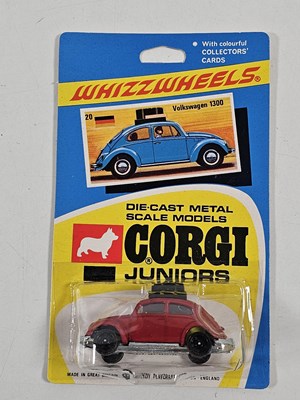 • With colourful
COLLECTORS'
CARDS
WHIZZWHEELS®
20
Volkswagen 1300
DIE-CAST METAL
SCALE MODELS
CORGI®
JUNIORS
MADE IN GREAT
PLAYCRAFT
ENGLAND